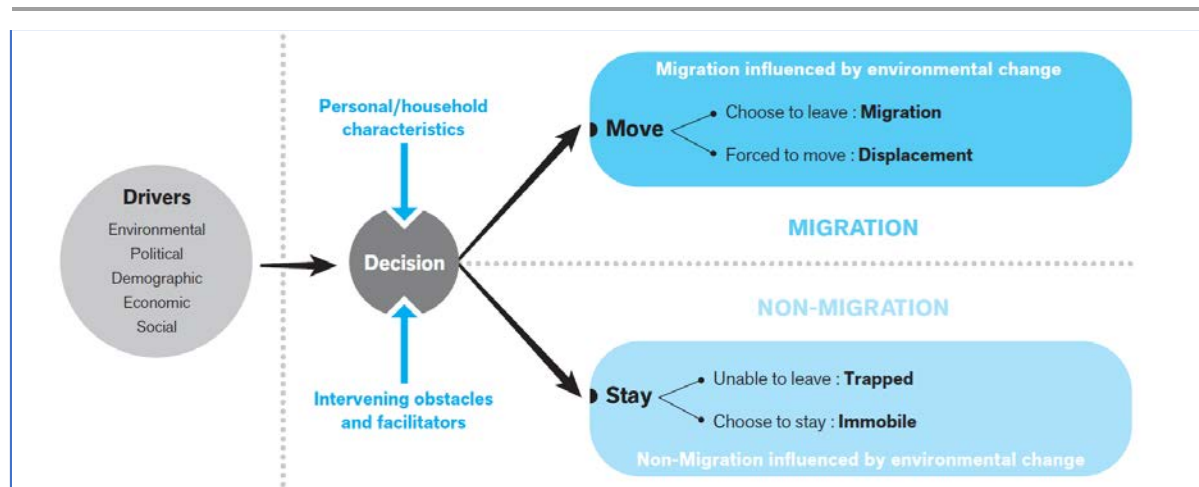 Drivers
Environmental
Political
Demographic
Economic
Social
Personal/household
characteristics
Decision
Intervening obstacles
and facilitators
Migration influenced by environmental change
Move
Choose to leave : Migration
Forced to move : Displacement
MIGRATION
NON-MIGRATION
Stay
Unable to leave : Trapped
Choose to stay : Immobile
Non-Migration influenced by environmental change